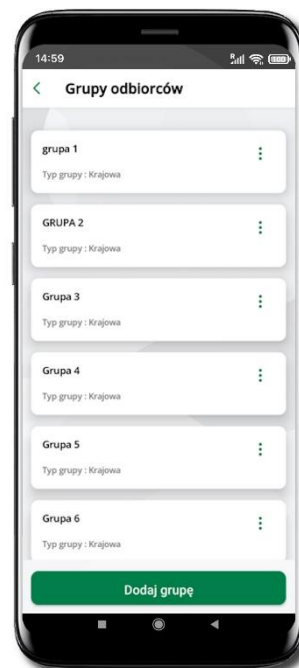 14:59
Grupy odbiorców
grupa 1
Typ grupy : Krajowa
GRUPA 2
Typ grupy : Krajowa
Grupa 3
Typ grupy : Krajowa
Grupa 4
Typ grupy : Krajowa
Grupa 5
Typ grupy : Krajowa
Grupa 6
Typ grupy : Krajowa
Dodaj grupę